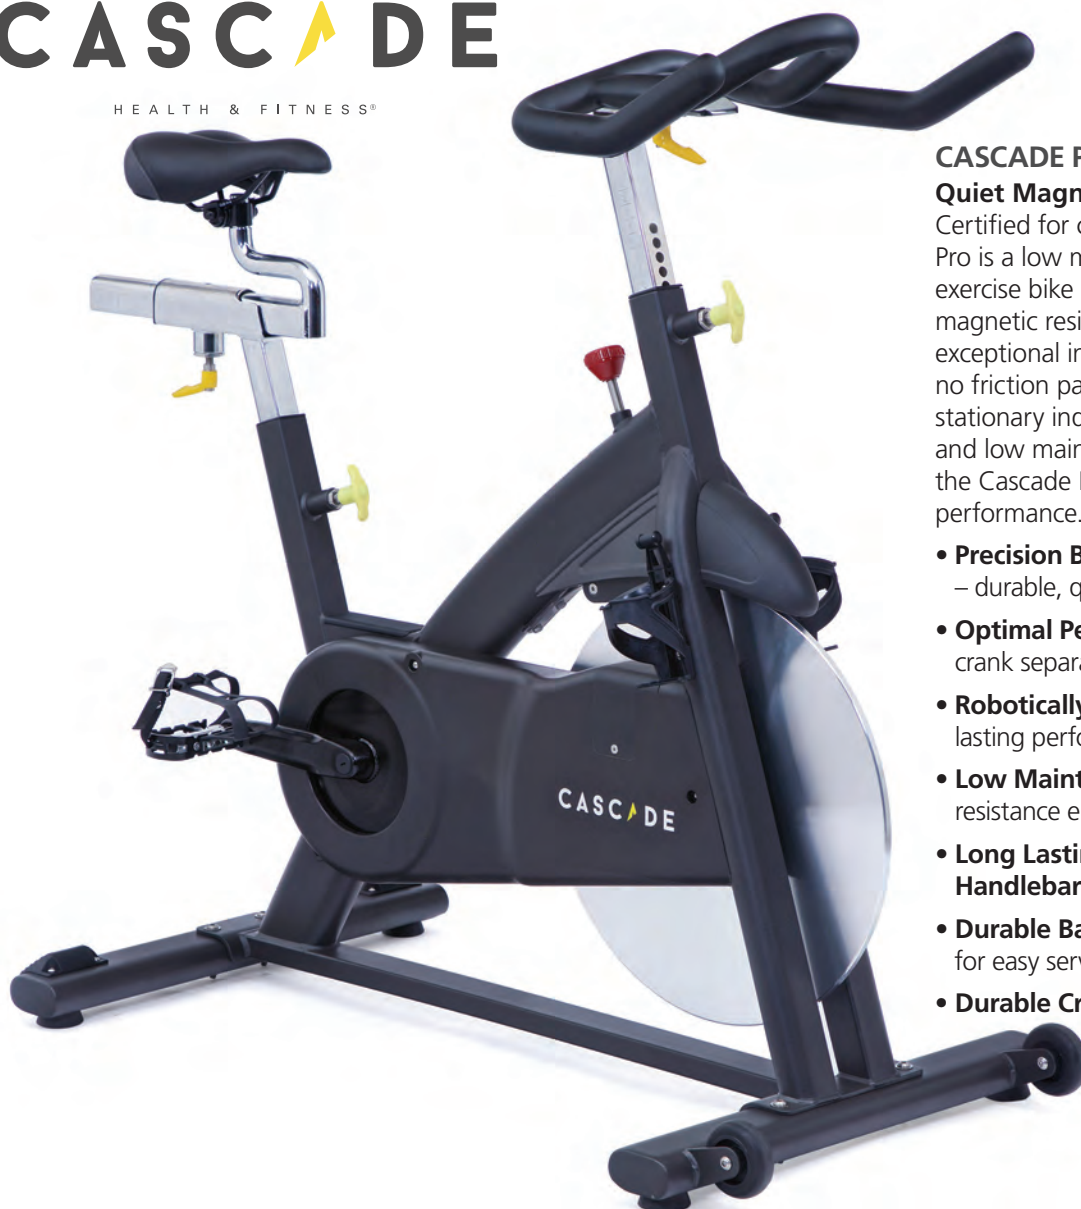 CASCADE
HEALTH & FITNESS®
CASCADE
Quiet Magn
Certified for
Pro is a low
exercise bike
magnetic resi
exceptional in
no friction pa
stationary ind
and low main
the Cascade
performance.
• Precision B
– durable, q
• Optimal Pe
crank separa
• Robotically
lasting perfo
• Low Maint
resistance e
• Long Lastin
Handlebar
• Durable Ba
for easy serv
• Durable Cr
CASCADE